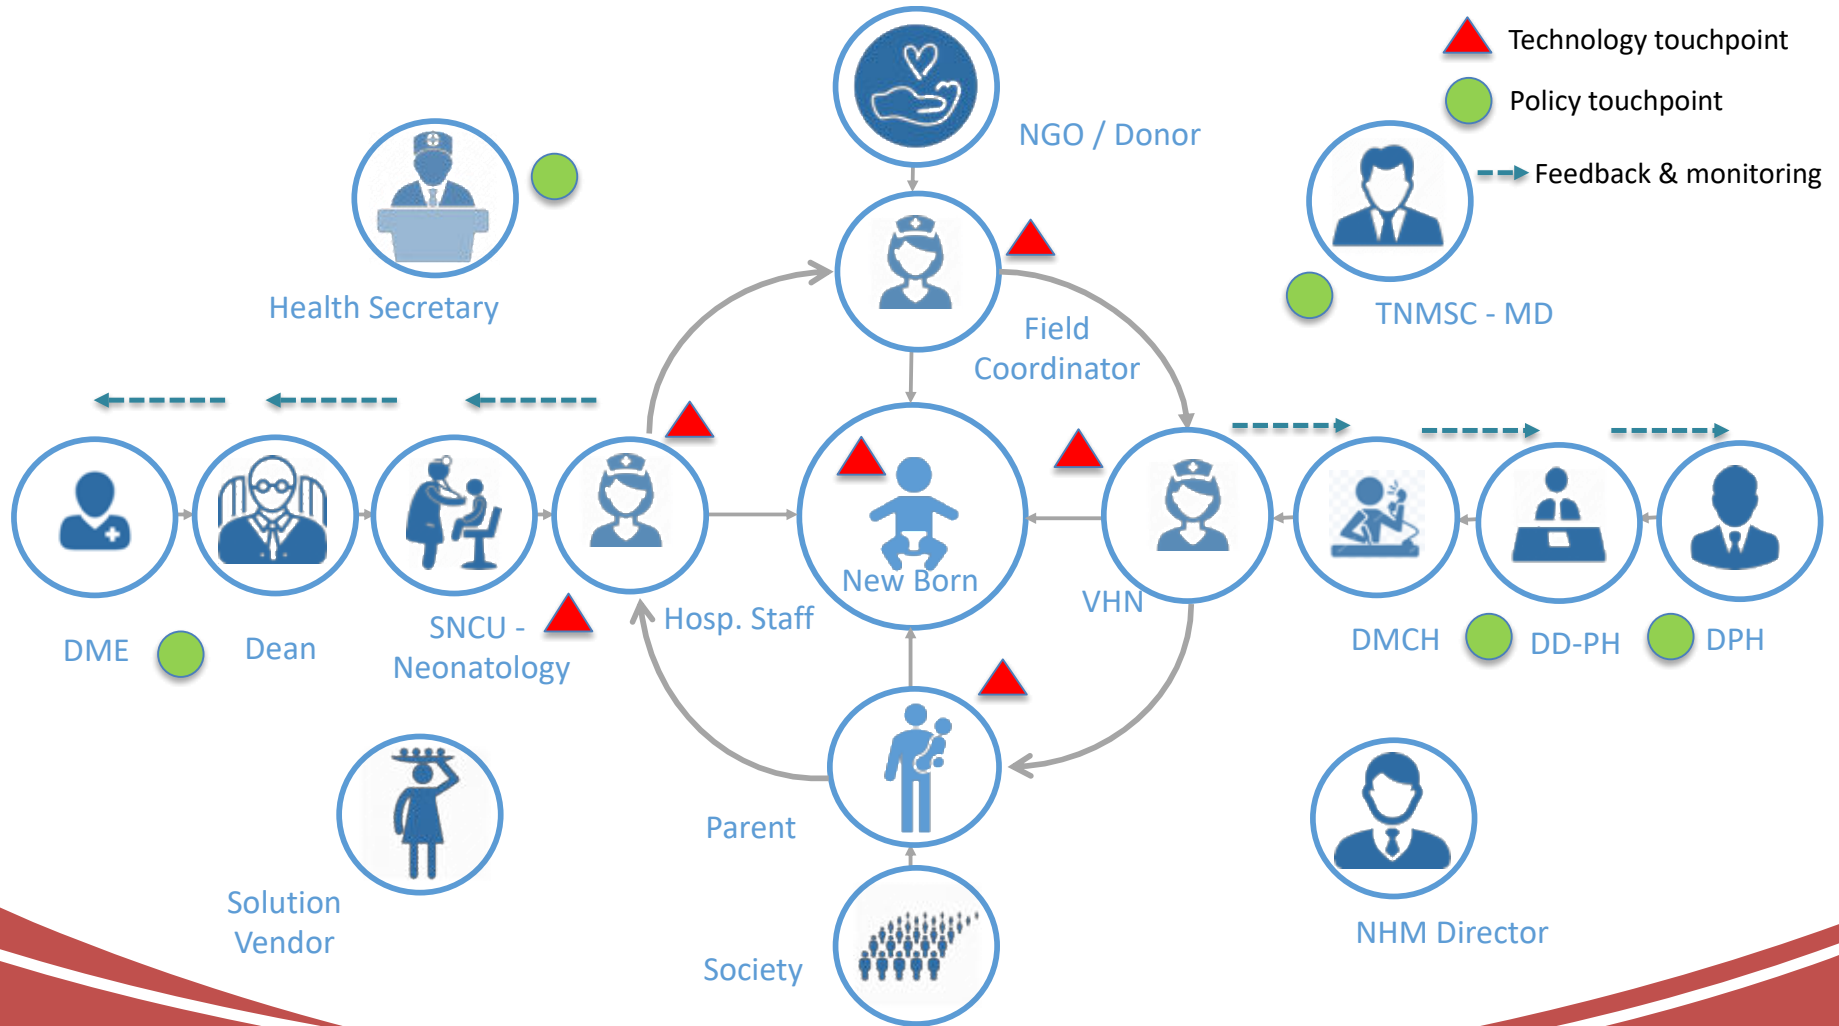 Technology touchpoint
Policy touchpoint
Feedback & monitoring
NGO / Donor
Health Secretary
TNMSC - MD
Field
Coordinator
New Born
VHN
Hosp. Staff
SNCU -
Neonatology
Dean
DME
DMCH
DD-PH
DPH
Parent
Solution
Vendor
NHM Director
Society